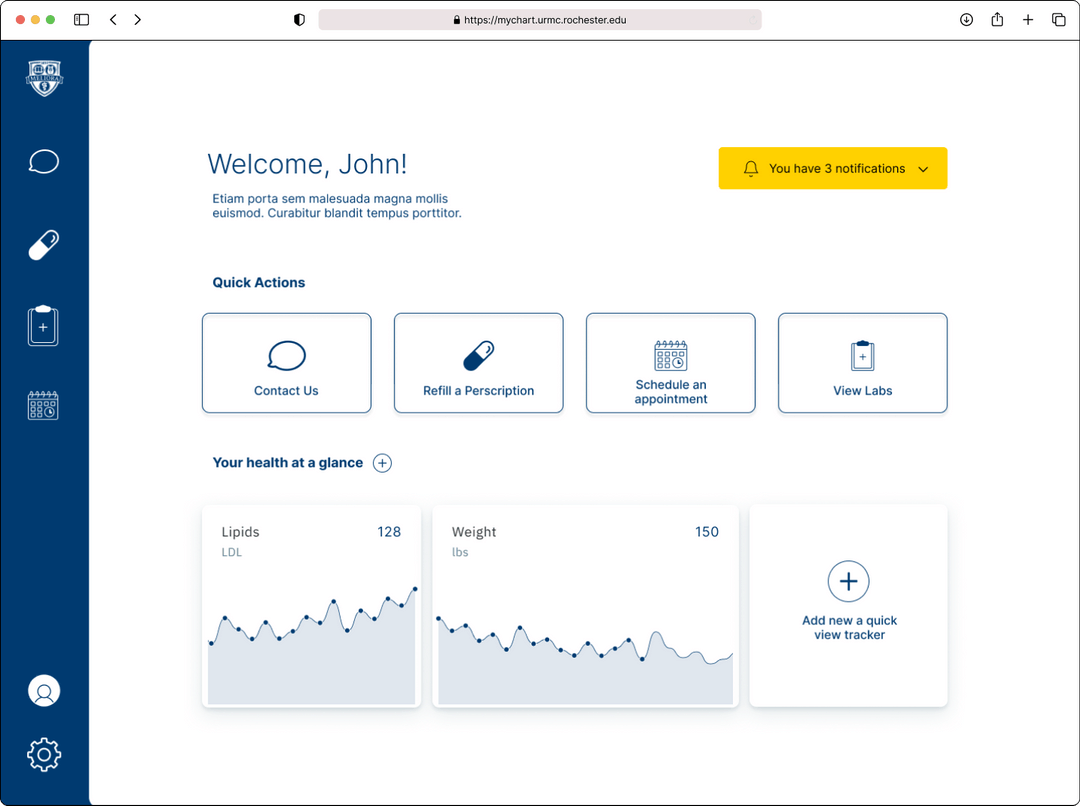 https://mychart.urmc.rochester.edu
MELIORA
Welcome, John!
You have 3 notifications
Etiam porta sem malesuada magna mollis
euismod. Curabitur blandit tempus porttitor.
Quick Actions
Contact Us
Refill a Perscription
Schedule an
appointment
View Labs
Your health at a glance
Lipids 128
LDL
Weight 150
lbs
Add new a quick
view tracker